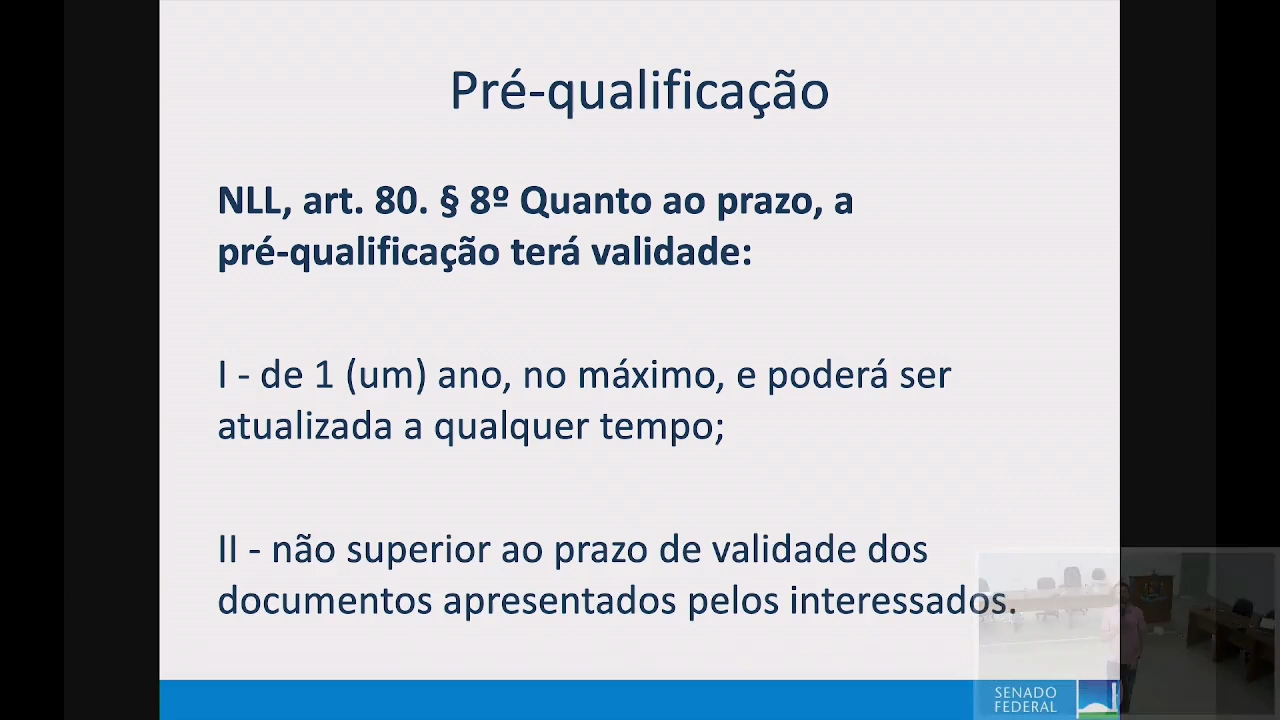 Pré-qualificação
NLL, art. 80. § 8º Quanto ao prazo, a
pré-qualificação terá validade:
I - de 1 (um) ano, no máximo, e poderá ser
atualizada a qualquer tempo;
II - não superior ao prazo de validade dos
documentos apresentados pelos interessados.
SENADO
FEDERAL